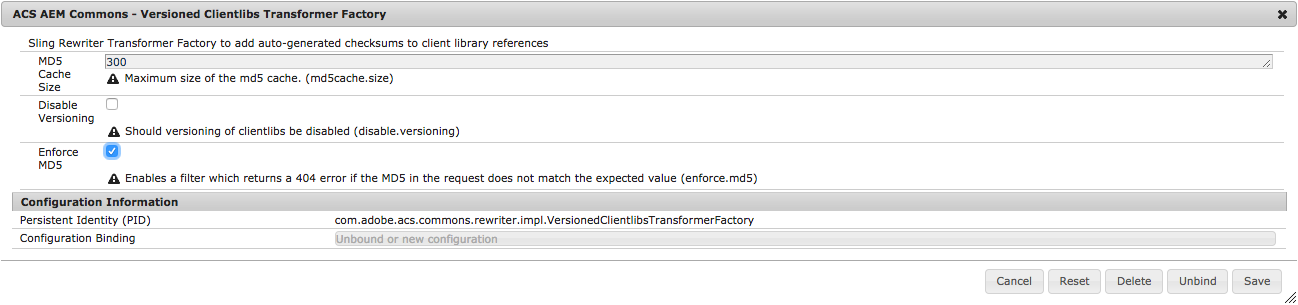 ACS AEM Commons - Versioned Clientlibs Transformer Factory
Sling Rewriter Transformer Factory to add auto-generated checksums to client library references
MD5
Cache
Size
300
Maximum size of the md5 cache. (md5cache.size)
Disable
Versioning
Should versioning of clientlibs be disabled (disable.versioning)
Enforce
MD5
Enables a filter which returns a 404 error if the MD5 in the request does not match the expected value (enforce.md5)
Configuration Information
Persistent Identity (PID) com.adobe.acs.commons.rewriter.impl.VersionedClientlibsTransformerFactory
Configuration Binding Unbound or new configuration
Cancel Reset Delete Unbind Save